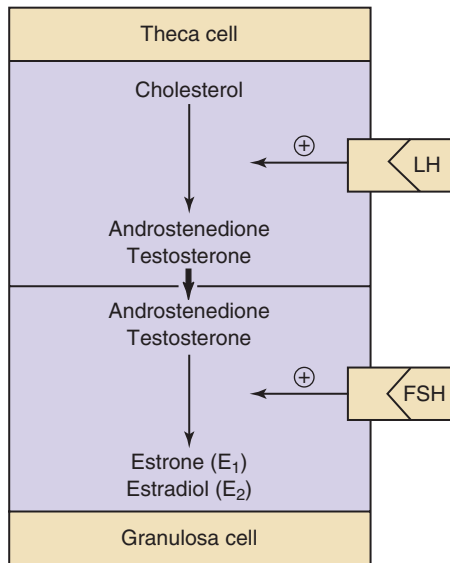 Theca cell
Cholesterol
⊕
LH
Androstenedione
Testosterone
Androstenedione
Testosterone
⊕
FSH
Estrone (E₁)
Estradiol (E₂)
Granulosa cell